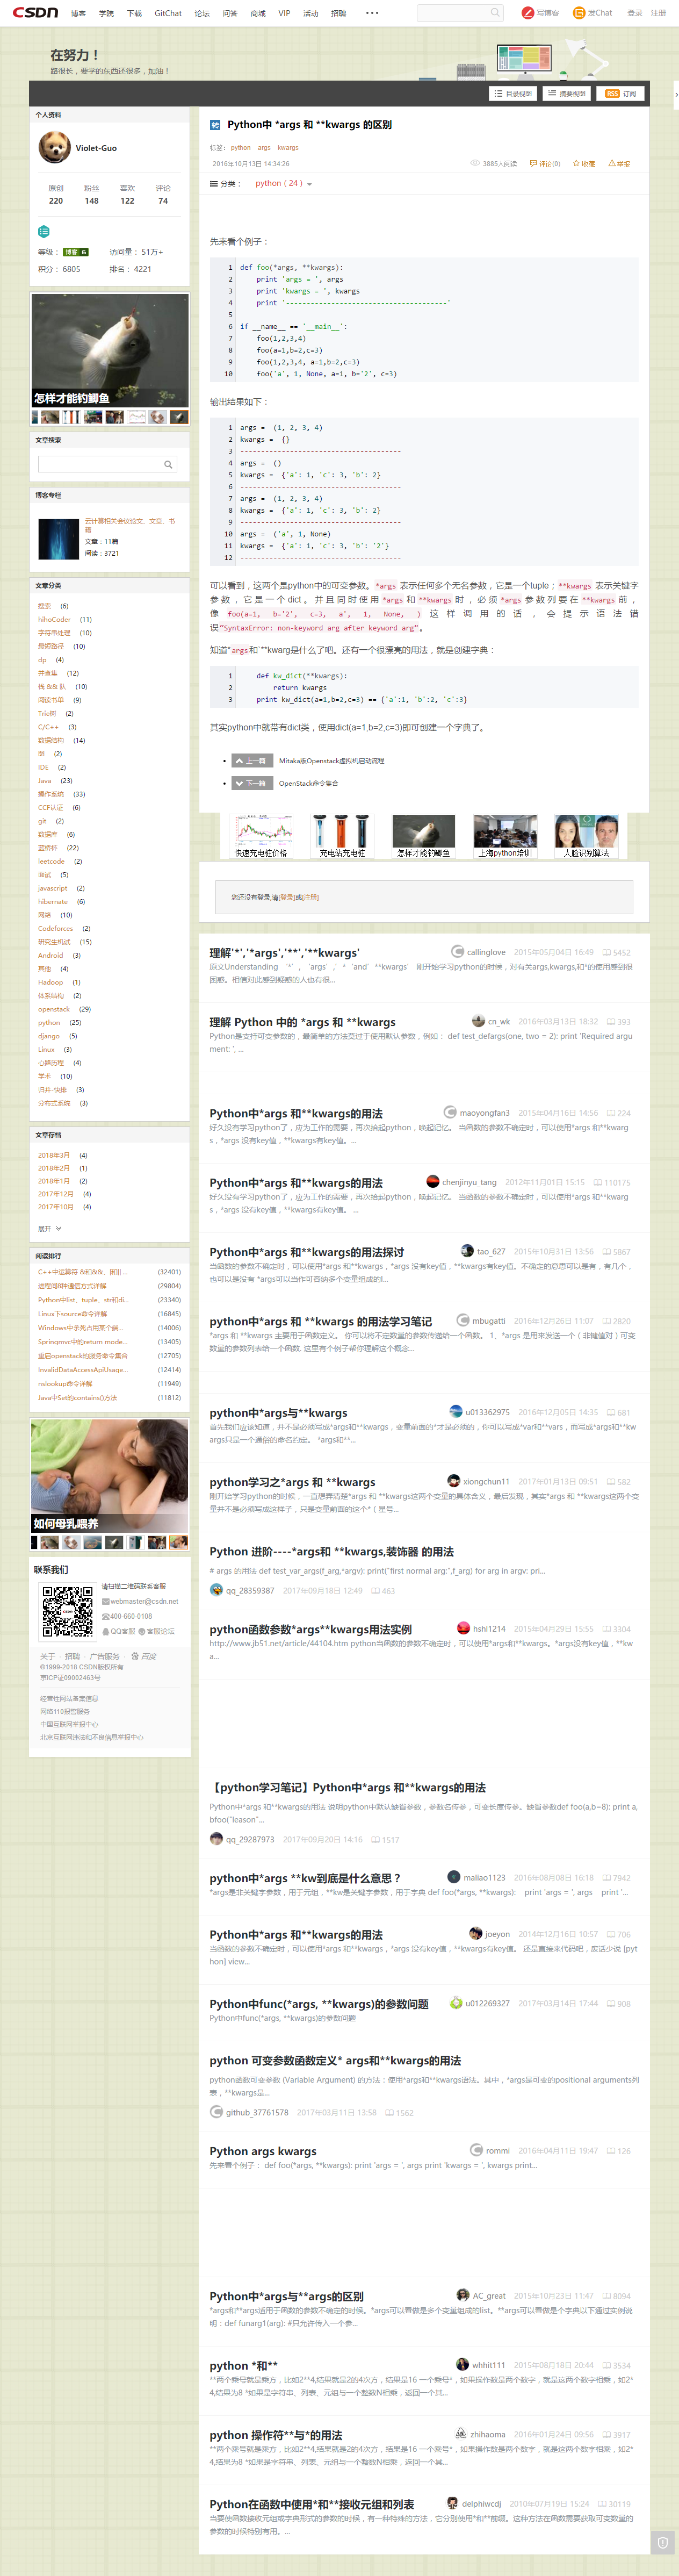 CSDN 博客 学院 下载 GitChat 论坛 问答 商城 VIP 活动 招聘 ••• 写博客 发Chat 登录 注册
在努力！
路很长，要学的东西还很多，加油！
目录视图 摘要视图 RSS 订阅
个人资料
Violet-Guo
原创 粉丝 喜欢 评论
220 148 122 74
等级： 博客 6 访问量： 51万+
积分： 6805 排名： 4221
怎样才能钓鲫鱼
文章搜索
博客专栏
云计算相关会议论文、文章、书籍
文章：11篇
阅读：3721
文章分类
搜索 (6)
hihoCoder (11)
字符串处理 (10)
最短路径 (10)
dp (4)
并查集 (12)
栈 && 队 (10)
阅读书单 (9)
Trie树 (2)
C/C++ (3)
数据结构 (14)
图 (2)
IDE (2)
Java (23)
操作系统 (33)
CCF认证 (6)
git (2)
数据库 (6)
蓝桥杯 (22)
leetcode (2)
面试 (5)
javascript (2)
hibernate (6)
网络 (10)
Codeforces (2)
研究生机试 (15)
Android (3)
其他 (4)
Hadoop (1)
体系结构 (2)
openstack (29)
python (25)
django (5)
Linux (3)
心路历程 (4)
学术 (10)
归并-快排 (3)
分布式系统 (3)
文章存档
2018年3月 (4)
2018年2月 (1)
2018年1月 (2)
2017年12月 (4)
2017年10月 (4)
展开
阅读排行
C++中运算符 &和&&、|和|| ... (32401)
进程间8种通信方式详解 (29804)
Python中list、tuple、str和di... (23340)
Linux下source命令详解 (16845)
Windows中杀死占用某个端... (14006)
Springmvc中的return mode... (13405)
重启openstack的服务命令集合 (12705)
InvalidDataAccessApiUsage... (12414)
nslookup命令详解 (11949)
Java中Set的contains()方法 (11812)
如何母乳喂养
联系我们
请扫描二维码联系客服
webmaster@csdn.net
400-660-0108
QQ客服 客服论坛
关于 · 招聘 · 广告服务 · 百度
©1999-2018 CSDN版权所有
京ICP证09002463号
经营性网站备案信息
网络110报警服务
中国互联网举报中心
北京互联网违法和不良信息举报中心
转 Python中 *args 和 **kwargs 的区别
标签： python args kwargs
2016年10月13日 14:34:26 3885人阅读 评论(0) 收藏 举报
分类： python（24）
先来看个例子：
1 def foo(*args, **kwargs):
2 print 'args = ', args
3 print 'kwargs = ', kwargs
4 print '---------------------------------------'
5
6 if __name__ == '__main__':
7 foo(1,2,3,4)
8 foo(a=1,b=2,c=3)
9 foo(1,2,3,4, a=1,b=2,c=3)
10 foo('a', 1, None, a=1, b='2', c=3)
输出结果如下：
1 args = (1, 2, 3, 4)
2 kwargs = {}
3 ---------------------------------------
4 args = ()
5 kwargs = {'a': 1, 'c': 3, 'b': 2}
6 ---------------------------------------
7 args = (1, 2, 3, 4)
8 kwargs = {'a': 1, 'c': 3, 'b': 2}
9 ---------------------------------------
10 args = ('a', 1, None)
11 kwargs = {'a': 1, 'c': 3, 'b': '2'}
12 ---------------------------------------
可以看到，这两个是python中的可变参数。*args 表示任何多个无名参数，它是一个tuple；**kwargs 表示关键字
参数，它是一个dict。并且同时使用*args和**kwargs时，必须*args参数列要在**kwargs前，
像 foo(a=1, b='2', c=3, a', 1, None, ) 这样调用的话，会提示语法错
误“SyntaxError: non-keyword arg after keyword arg”。
知道*args和`**kwarg是什么了吧。还有一个很漂亮的用法，就是创建字典：
1 def kw_dict(**kwargs):
2 return kwargs
3 print kw_dict(a=1,b=2,c=3) == {'a':1, 'b':2, 'c':3}
其实python中就带有dict类，使用dict(a=1,b=2,c=3)即可创建一个字典了。
上一篇 Mitaka版Openstack虚拟机启动流程
下一篇 OpenStack命令集合
快速充电桩价格 充电站充电桩 怎样才能钓鲫鱼 上海python培训 人脸识别算法
您还没有登录,请[登录]或[注册]
理解'*','*args','**','**kwargs' callinglove 2015年05月04日 16:49 5452
原文Understanding '*', '*args', '**' and '**kwargs' 刚开始学习python的时候，对有关args,kwargs,和*的使用感到很
困惑。相信对此感到疑惑的人也有很...
理解 Python 中的 *args 和 **kwargs cn_wk 2016年03月13日 18:32 393
Python是支持可变参数的，最简单的方法莫过于使用默认参数，例如： def test_defargs(one, two = 2): print 'Required argu
ment: ', ...
Python中*args 和**kwargs的用法 maoyongfan3 2015年04月16日 14:56 224
好久没有学习python了，应为工作的需要，再次拾起python，唤起记忆。 当函数的参数不确定时，可以使用*args 和**kwarg
s，*args 没有key值，**kwargs有key值。...
Python中*args 和**kwargs的用法 chenjinyu_tang 2012年11月01日 15:15 110175
好久没有学习python了，应为工作的需要，再次拾起python，唤起记忆。 当函数的参数不确定时，可以使用*args 和**kwarg
s，*args 没有key值，**kwargs有key值。 ...
Python中*args 和**kwargs的用法探讨 tao_627 2015年10月31日 13:56 5867
当函数的参数不确定时，可以使用*args 和**kwargs，*args 没有key值，**kwargs有key值。不确定的意思可以是有，有几个，
也可以是没有 *args可以当作可容纳多个变量组成的l...
python中*args 和 **kwargs 的用法学习笔记 mbugatti 2016年12月26日 11:07 2820
*args 和 **kwargs 主要用于函数定义。 你可以将不定数量的参数传递给一个函数。 1、*args 是用来发送一个（非键值对）可变
数量的参数列表给一个函数. 这里有个例子帮你理解这个概念...
python中*args与**kwargs u013362975 2016年12月05日 14:35 681
首先我们应该知道，并不是必须写成*args和**kwargs，变量前面的*才是必须的，你可以写成*var和**vars，而写成*args和**kw
args只是一个通俗的命名约定。 *args和**...
python学习之*args 和 **kwargs xiongchun11 2017年01月13日 09:51 582
刚开始学习python的时候，一直想弄清楚*args 和 **kwargs这两个变量的具体含义，最后发现，其实*args 和 **kwargs这两个变
量并不是必须写成这样子，只是变量前面的这个*（星号...
Python 进阶----*args和 **kwargs,装饰器 的用法
# args 的用法 def test_var_args(f_arg,*argv): print("first normal arg:",f_arg) for arg in argv: pri...
qq_28359387 2017年09月18日 12:49 463
python函数参数*args**kwargs用法实例 hshl1214 2015年04月29日 15:55 3304
http://www.jb51.net/article/44104.htm python当函数的参数不确定时，可以使用*args和**kwargs。*args没有key值，**kw
a...
【python学习笔记】Python中*args 和**kwargs的用法
Python中*args 和**kwargs的用法 说明python中默认缺省参数，参数名传参，可变长度传参。缺省参数def foo(a,b=8): print a,
bfoo("leason"...
qq_29287973 2017年09月20日 14:16 1517
python中*args **kw到底是什么意思？ maliao1123 2016年08月08日 16:18 7942
*args是非关键字参数，用于元组，**kw是关键字参数，用于字典 def foo(*args, **kwargs): print 'args = ', args print '...
Python中*args 和**kwargs的用法 joeyon 2014年12月16日 10:57 706
当函数的参数不确定时，可以使用*args 和**kwargs，*args 没有key值，**kwargs有key值。 还是直接来代码吧，废话少说 [pyt
hon] view...
Python中func(*args, **kwargs)的参数问题 u012269327 2017年03月14日 17:44 908
Python中func(*args, **kwargs)的参数问题
python 可变参数函数定义* args和**kwargs的用法
python函数可变参数 (Variable Argument) 的方法：使用*args和**kwargs语法。其中，*args是可变的positional arguments列
表，**kwargs是...
github_37761578 2017年03月11日 13:58 1562
Python args kwargs rommi 2016年04月11日 19:47 126
先来看个例子： def foo(*args, **kwargs): print 'args = ', args print 'kwargs = ', kwargs print...
Python中*args与**args的区别 AC_great 2015年10月23日 11:47 8094
*args和**args适用于函数的参数不确定的时候。*args可以看做是多个变量组成的list。**args可以看做是个字典以下通过实例说
明：def funarg1(arg): #只允许传入一个参...
python *和** whhit111 2015年08月18日 20:44 3534
**两个乘号就是乘方，比如2**4,结果就是2的4次方，结果是16 一个乘号*，如果操作数是两个数字，就是这两个数字相乘，如2*
4,结果为8 *如果是字符串、列表、元组与一个整数N相乘，返回一个其...
python 操作符**与*的用法 zhihaoma 2016年01月24日 09:56 3917
**两个乘号就是乘方，比如2**4,结果就是2的4次方，结果是16 一个乘号*，如果操作数是两个数字，就是这两个数字相乘，如2*
4,结果为8 *如果是字符串、列表、元组与一个整数N相乘，返回一个其...
Python在函数中使用*和**接收元组和列表 delphiwcdj 2010年07月19日 15:24 30119
当要使函数接收元组或字典形式的参数的时候，有一种特殊的方法，它分别使用*和**前缀。这种方法在函数需要获取可变数量的
参数的时候特别有用。...